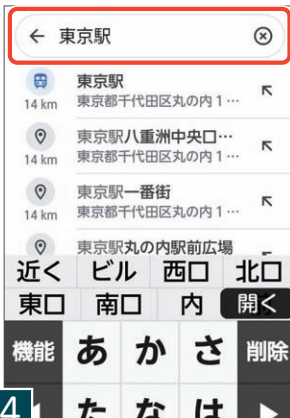 東京駅
東京駅
東京都千代田区丸の内1…
14 km
東京駅八重洲中央口…
東京都千代田区丸の内1…
14 km
東京駅一番街
東京都千代田区丸の内1…
14 km
東京駅丸の内駅前広場
近く ビル 西口 北口
東口 南口 内 開く
機能 あ か さ 削除
4 た な は